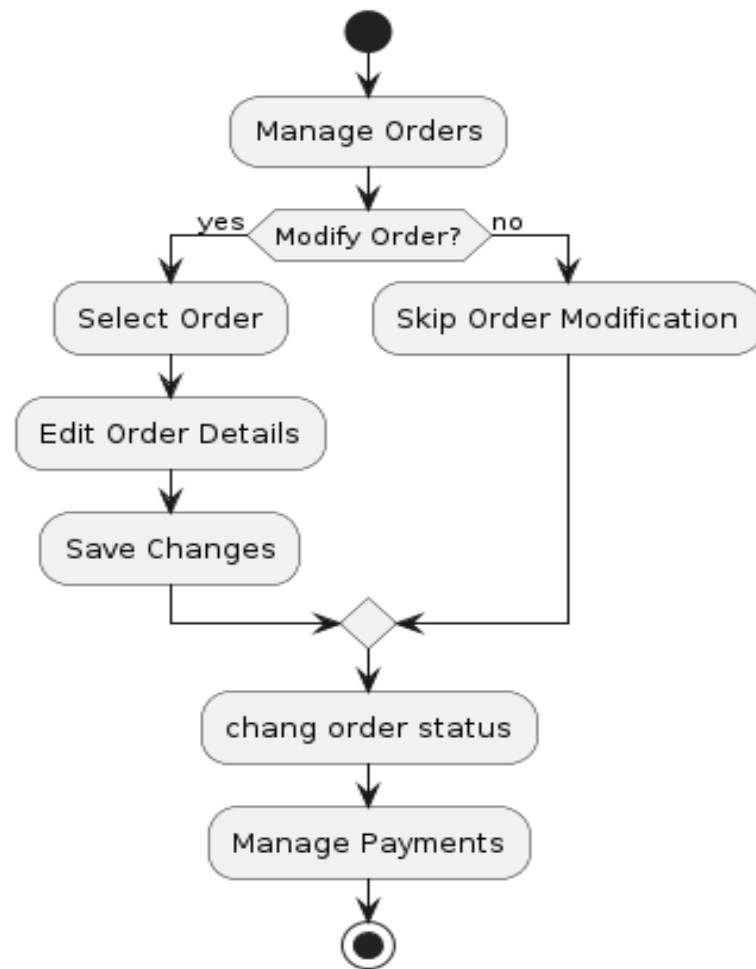 Manage Orders
yes
Modify Order?
no
Select Order
Skip Order Modification
Edit Order Details
Save Changes
chang order status
Manage Payments